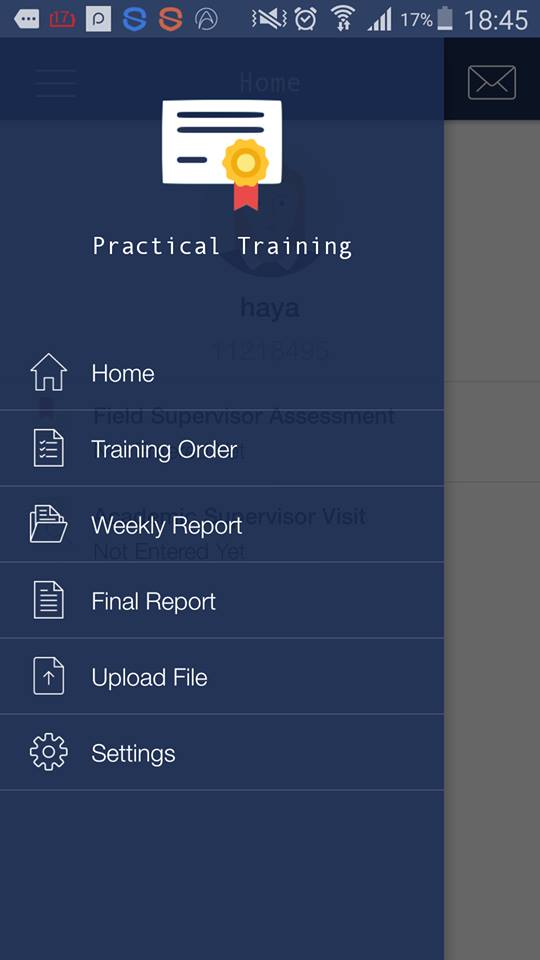 17
P
17%
18:45
Home
Practical Training
haya
11218495
Home
Field Supervisor Assessment
Training Order
Academic Supervisor Visit
Weekly Report
Not Entered Yet
Final Report
Upload File
Settings